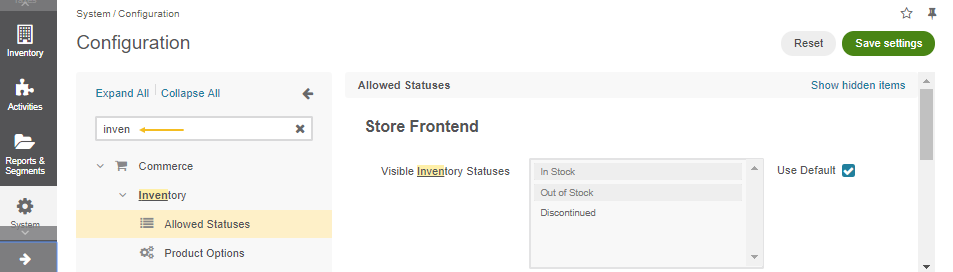 System / Configuration
Configuration
Reset
Save settings
Inventory
Activities
Reports &
Segments
System
Expand All
Collapse All
inven
Commerce
Inventory
Allowed Statuses
Product Options
Allowed Statuses
Show hidden items
Store Frontend
Visible Inventory Statuses
In Stock
Out of Stock
Discontinued
Use Default